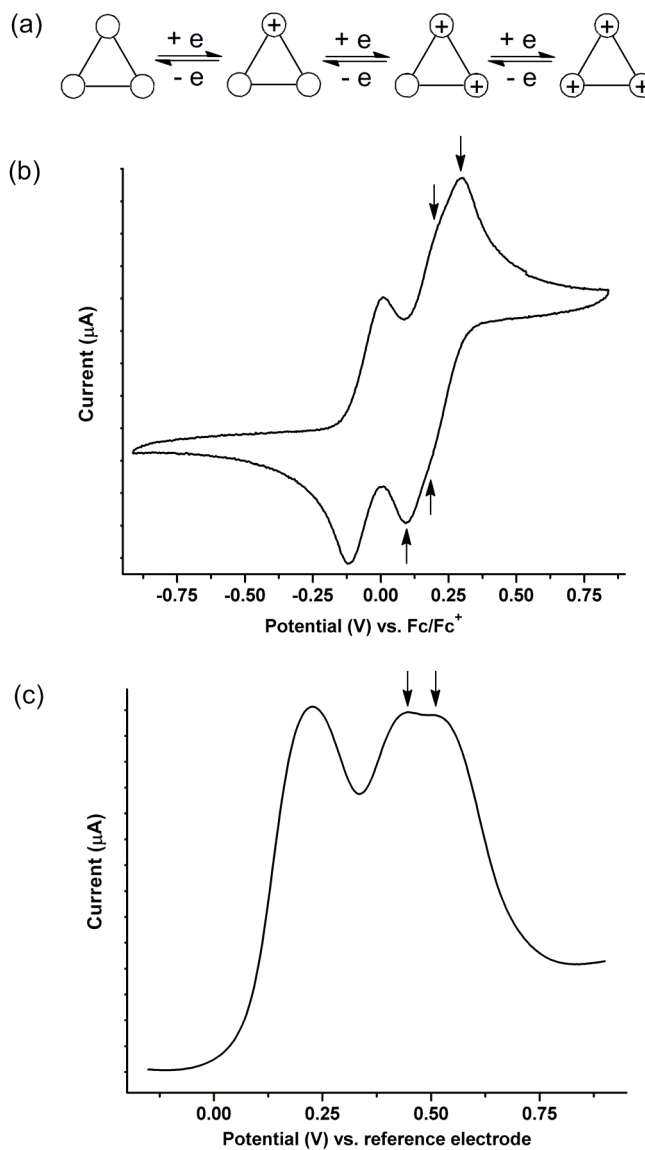 (a)
+ e + e + e
- e - e - e
+ + + + + +
(b)
Current (μA)
-0.75 -0.50 -0.25 0.00 0.25 0.50 0.75
Potential (V) vs. Fc/Fc+
(c)
Current (μA)
0.00 0.25 0.50 0.75
Potential (V) vs. reference electrode